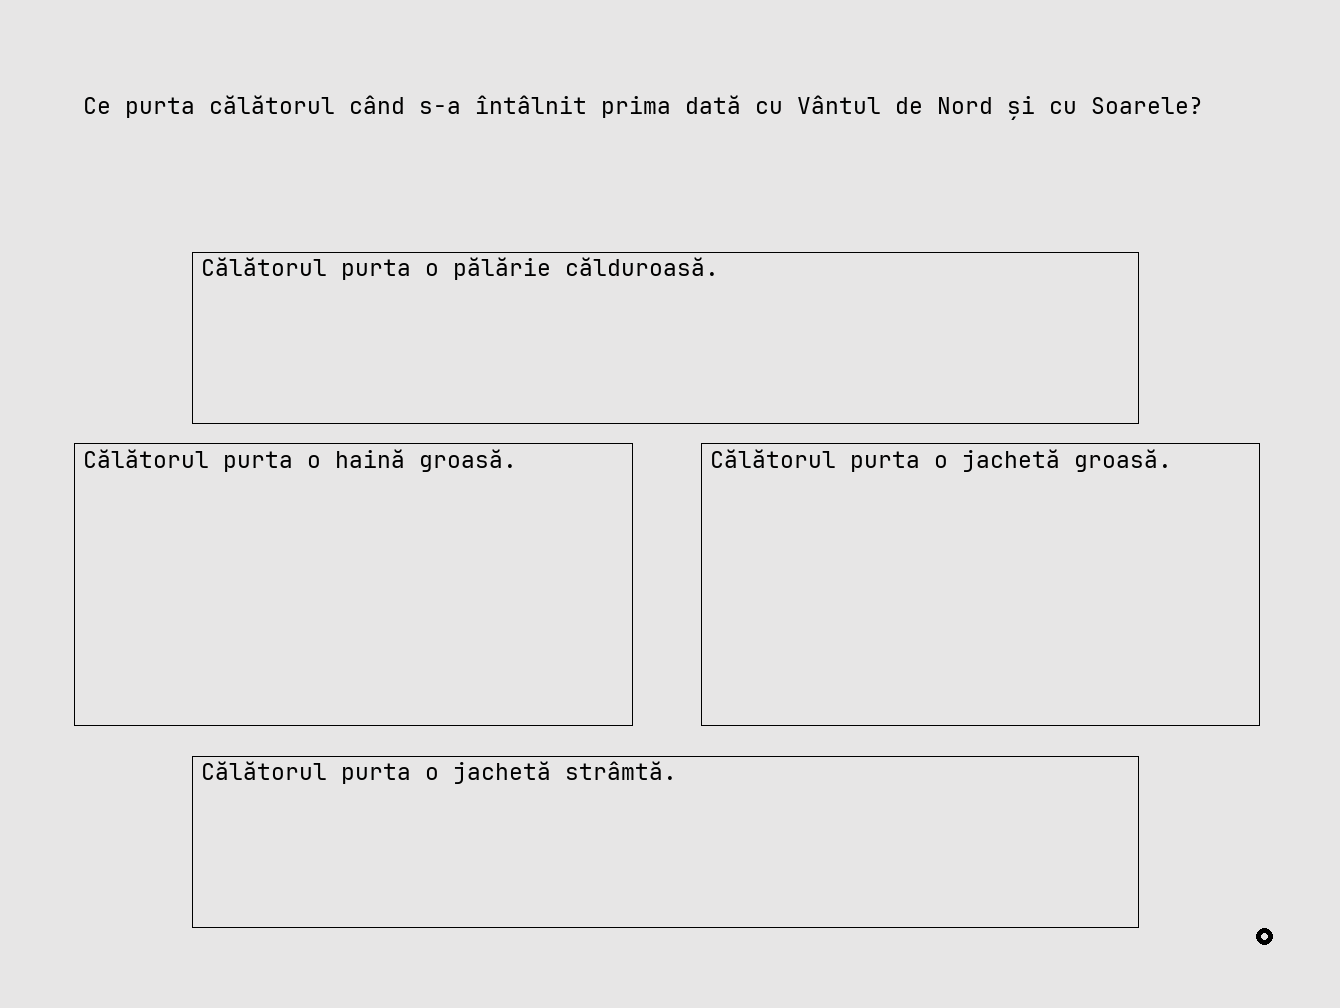 Ce purta călătorul când s-a întâlnit prima dată cu Vântul de Nord și cu Soarele?
Călătorul purta o pălărie călduroasă.
Călătorul purta o haină groasă.
Călătorul purta o jachetă groasă.
Călătorul purta o jachetă strâmtă.